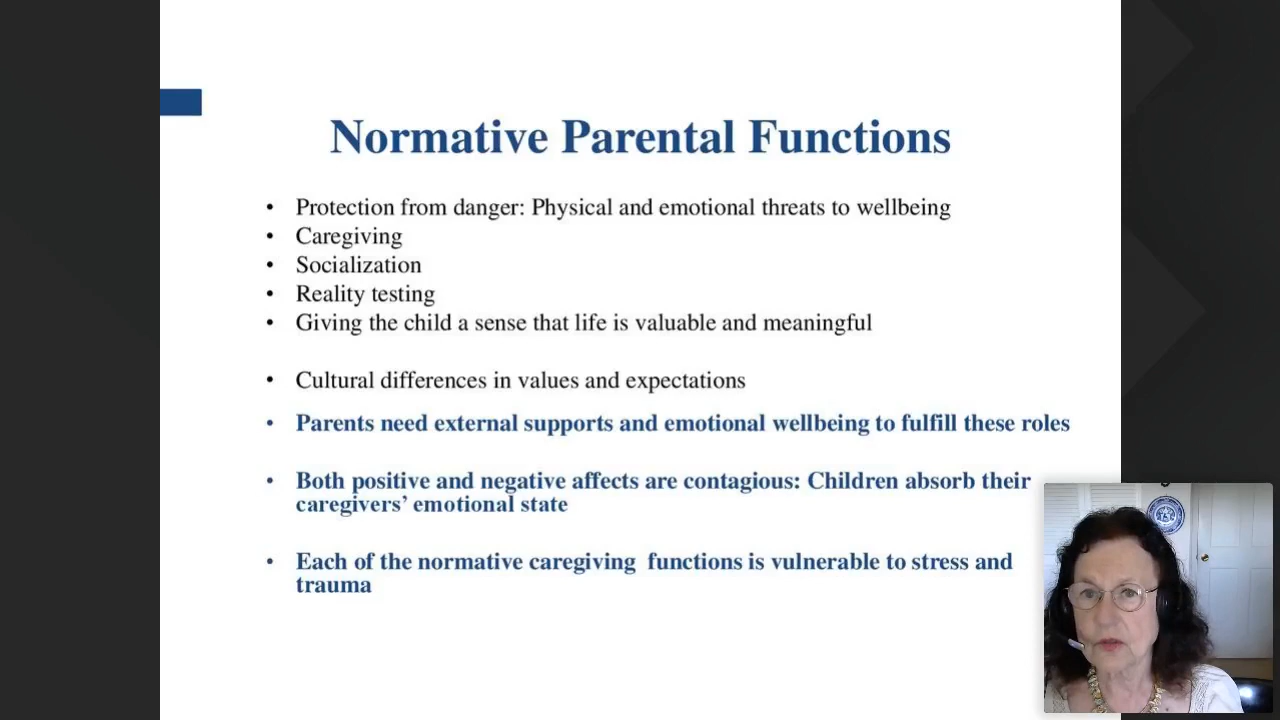 Normative Parental Functions
• Protection from danger: Physical and emotional threats to wellbeing
• Caregiving
• Socialization
• Reality testing
• Giving the child a sense that life is valuable and meaningful
• Cultural differences in values and expectations
• Parents need external supports and emotional wellbeing to fulfill these roles
• Both positive and negative affects are contagious: Children absorb their
caregivers’ emotional state
• Each of the normative caregiving  functions is vulnerable to stress and
trauma